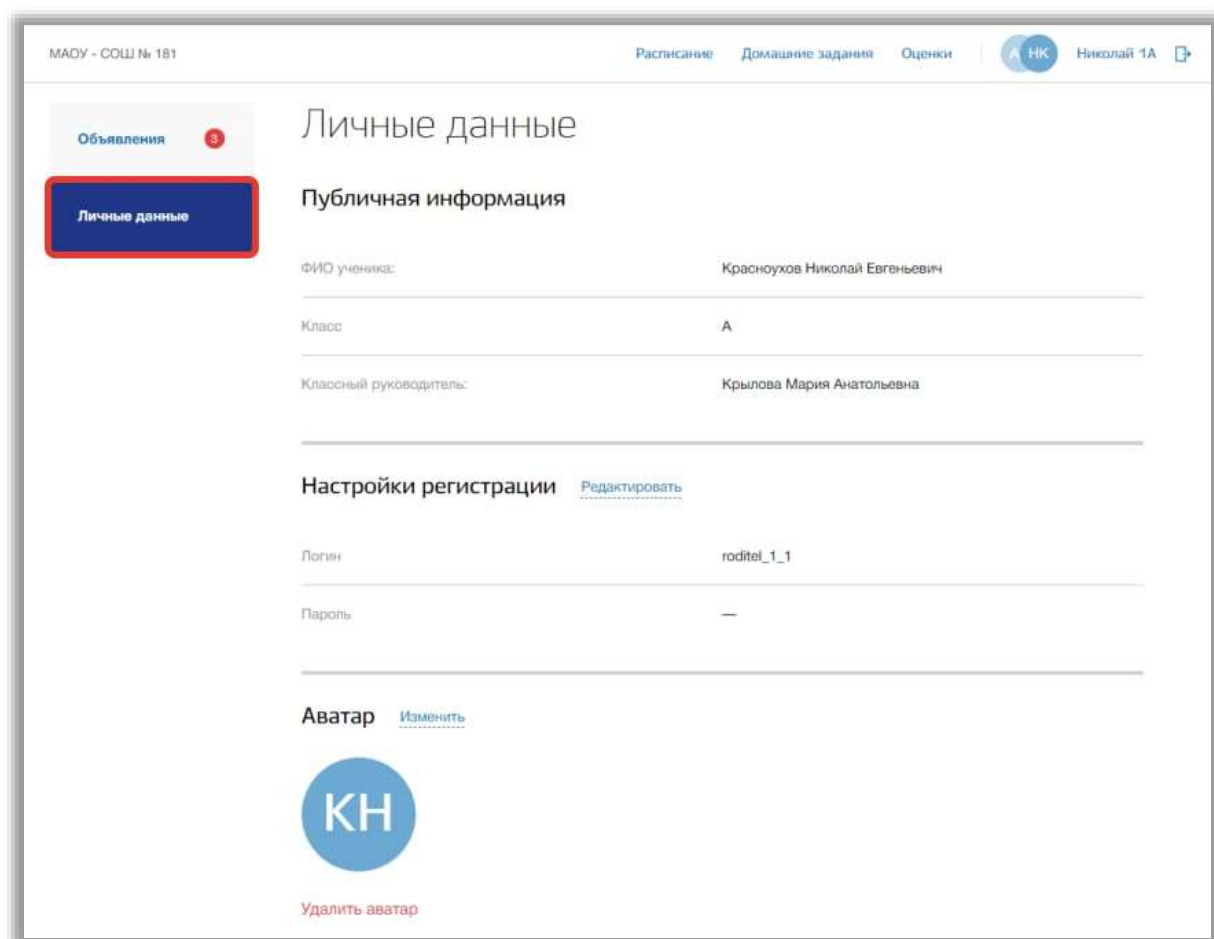 МАОУ - СОШ № 181
Расписание Домашние задания Оценки А НК Николай 1А
Объявления 3
Личные данные
Личные данные
Публичная информация
ФИО ученика: Красноухов Николай Евгеньевич
Класс А
Классный руководитель: Крылова Мария Анатольевна
Настройки регистрации Редактировать
Логин roditel_1_1
Пароль —
Аватар Изменить
КН
Удалить аватар